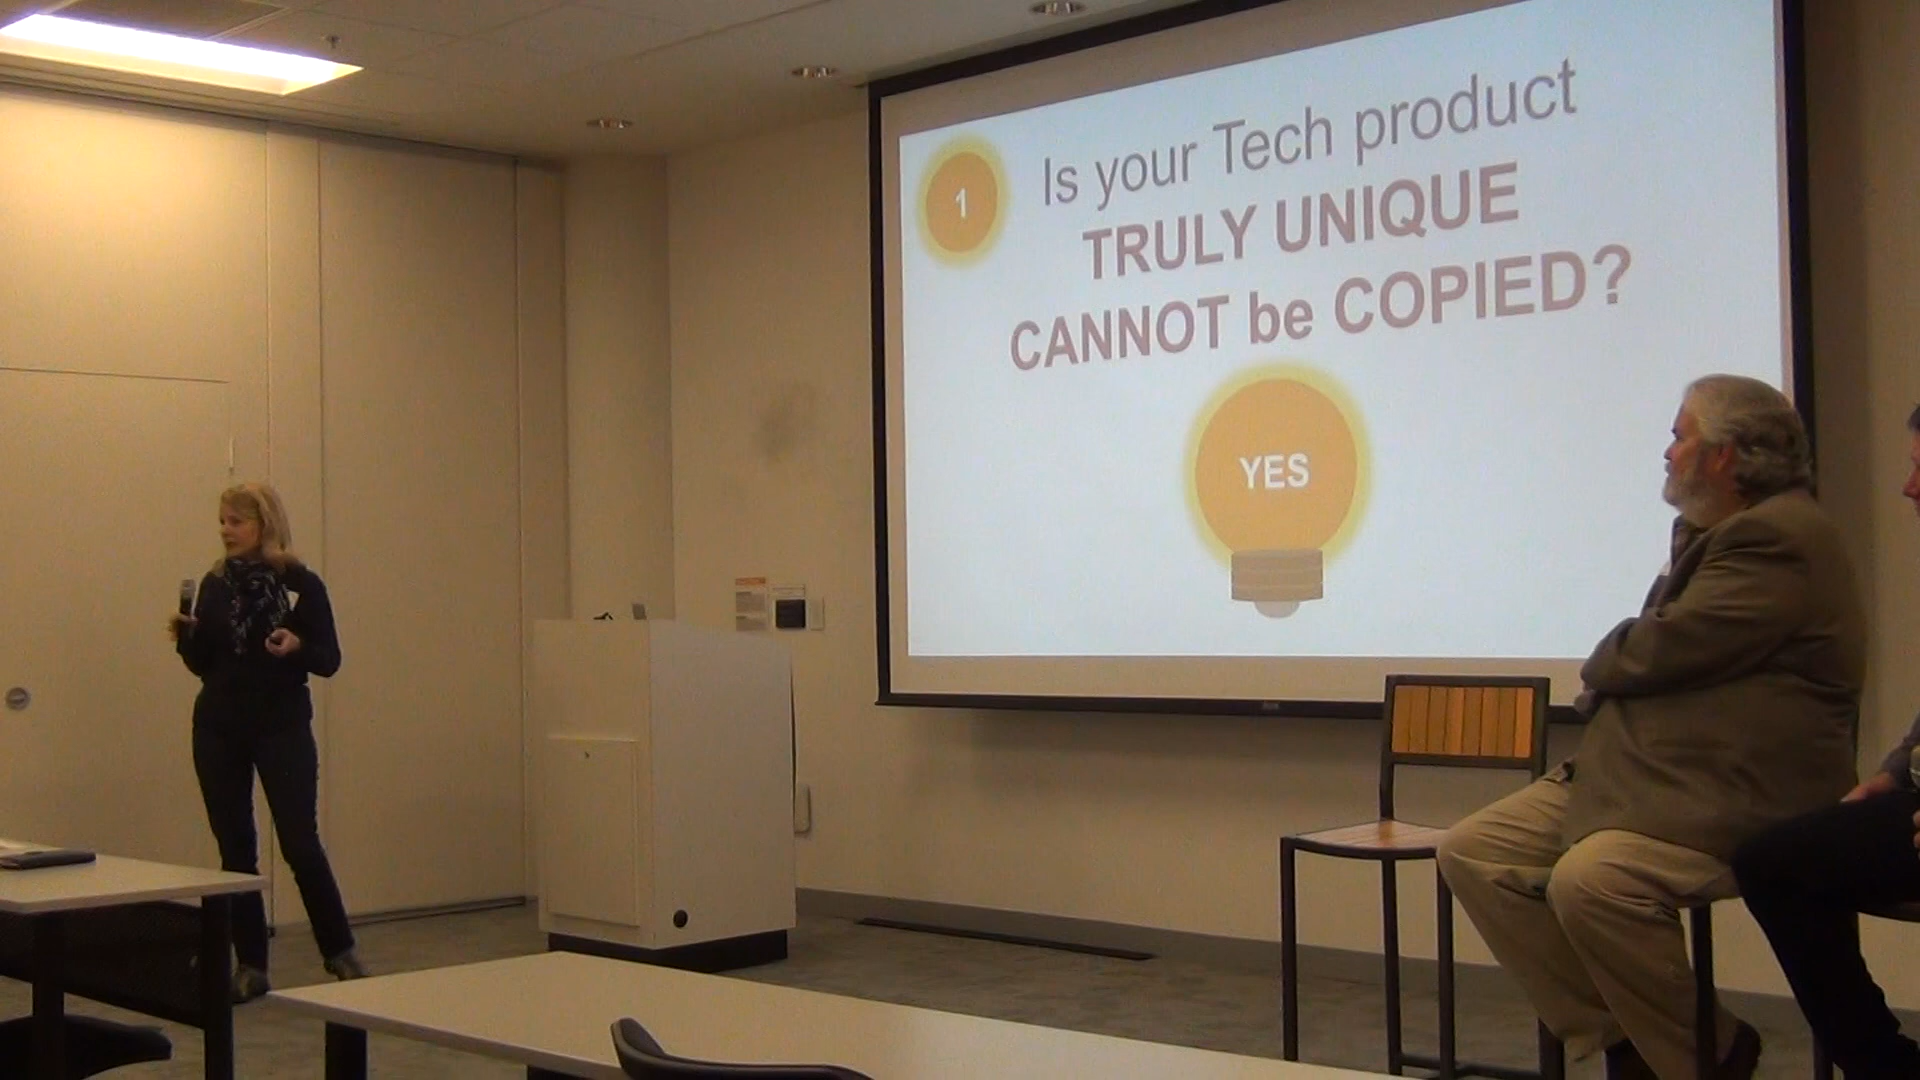 1
Is your Tech product
TRULY UNIQUE
CANNOT be COPIED?
YES